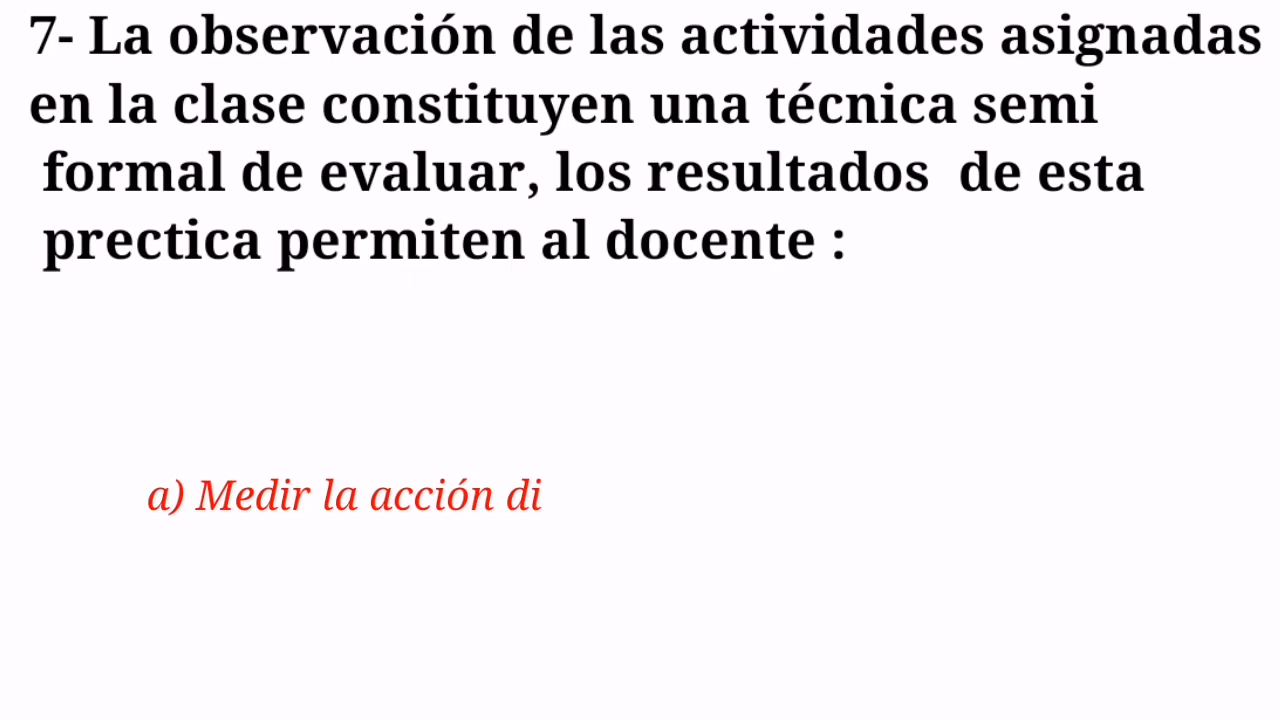 7- La observación de las actividades asignadas
en la clase constituyen una técnica semi
formal de evaluar, los resultados de esta
prectica permiten al docente :
a) Medir la acción di